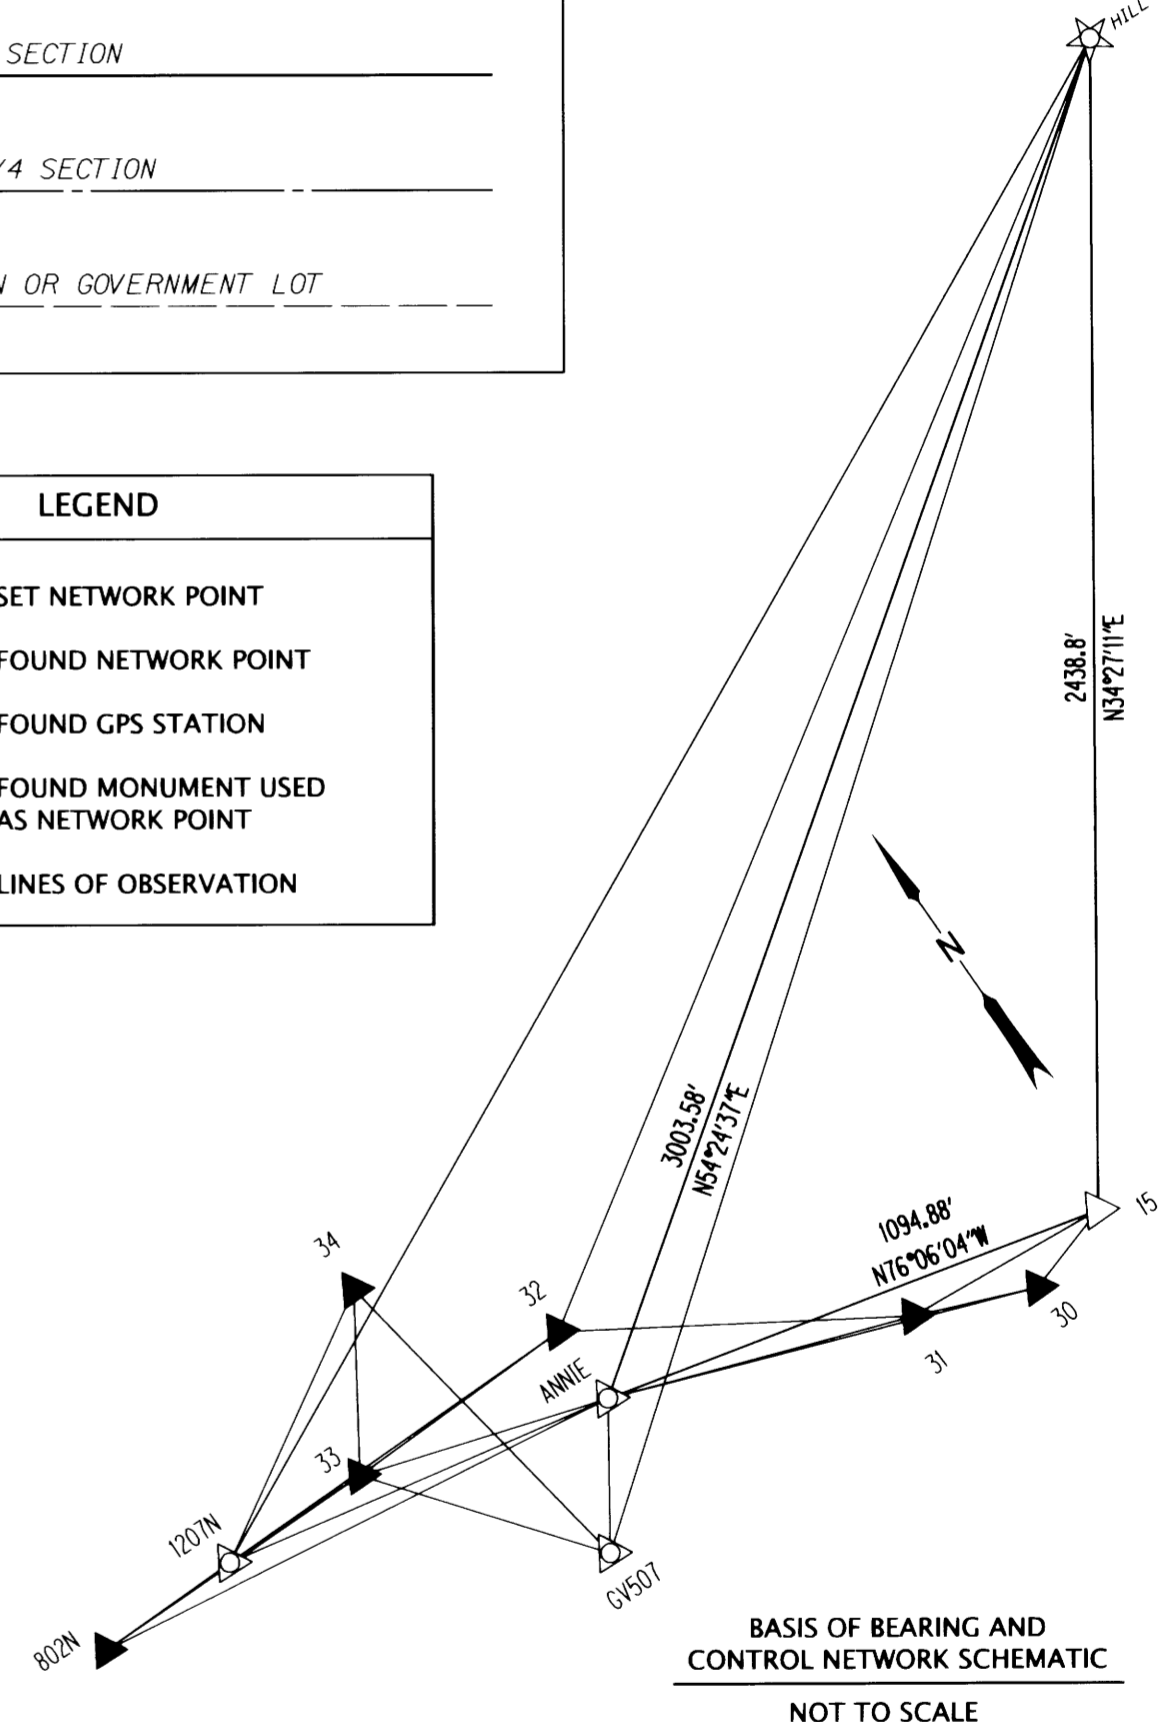 HILL
SECTION
/4 SECTION
OR GOVERNMENT LOT
LEGEND
SET NETWORK POINT
FOUND NETWORK POINT
FOUND GPS STATION
FOUND MONUMENT USED
AS NETWORK POINT
LINES OF OBSERVATION
2438.8'
N34°27'11"E
N
3003.58'
N54°24'37"E
1094.88'
N76°06'04"W
15
34
32
30
31
ANNIE
33
1207N
GV507
802N
BASIS OF BEARING AND
CONTROL NETWORK SCHEMATIC
NOT TO SCALE